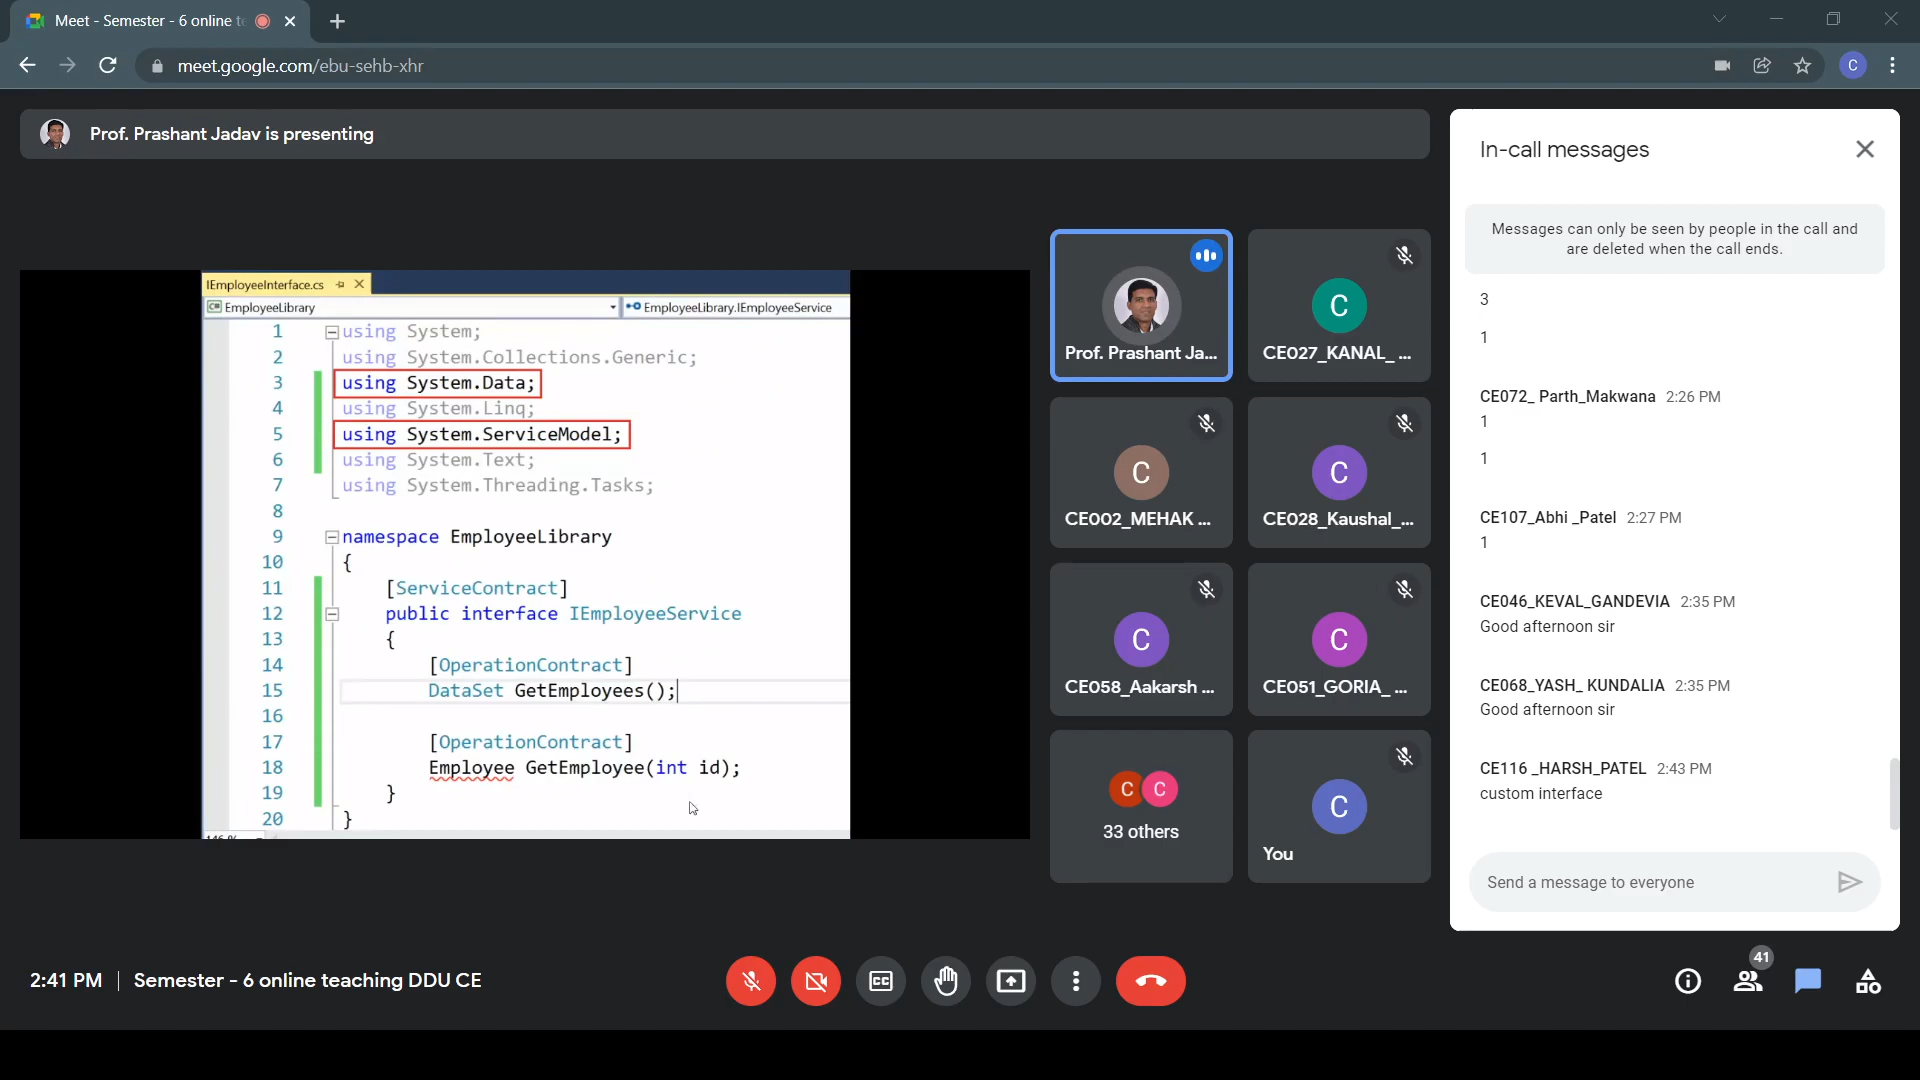 Meet - Semester - 6 online te
meet.google.com/ebu-sehb-xhr
C
Prof. Prashant Jadav is presenting
IEmployeeInterface.cs
EmployeeLibrary
EmployeeLibrary.IEmployeeService
1 using System;
2 using System.Collections.Generic;
3 using System.Data;
4 using System.Linq;
5 using System.ServiceModel;
6 using System.Text;
7 using System.Threading.Tasks;
8
9 namespace EmployeeLibrary
10 {
11 [ServiceContract]
12 public interface IEmployeeService
13 {
14 [OperationContract]
15 DataSet GetEmployees();
16
17 [OperationContract]
18 Employee GetEmployee(int id);
19 }
20 }
Prof. Prashant Ja...
C
CE027_KANAL_ ...
C
CE002_MEHAK ...
C
CE028_Kaushal_...
C
CE058_Aakarsh ...
C
CE051_GORIA_ ...
C C
33 others
C
You
In-call messages
Messages can only be seen by people in the call and
are deleted when the call ends.
3
1
CE072_ Parth_Makwana 2:26 PM
1
1
CE107_Abhi _Patel 2:27 PM
1
CE046_KEVAL_GANDEVIA 2:35 PM
Good afternoon sir
CE068_YASH_ KUNDALIA 2:35 PM
Good afternoon sir
CE116 _HARSH_PATEL 2:43 PM
custom interface
Send a message to everyone
2:41 PM | Semester - 6 online teaching DDU CE
CC
41